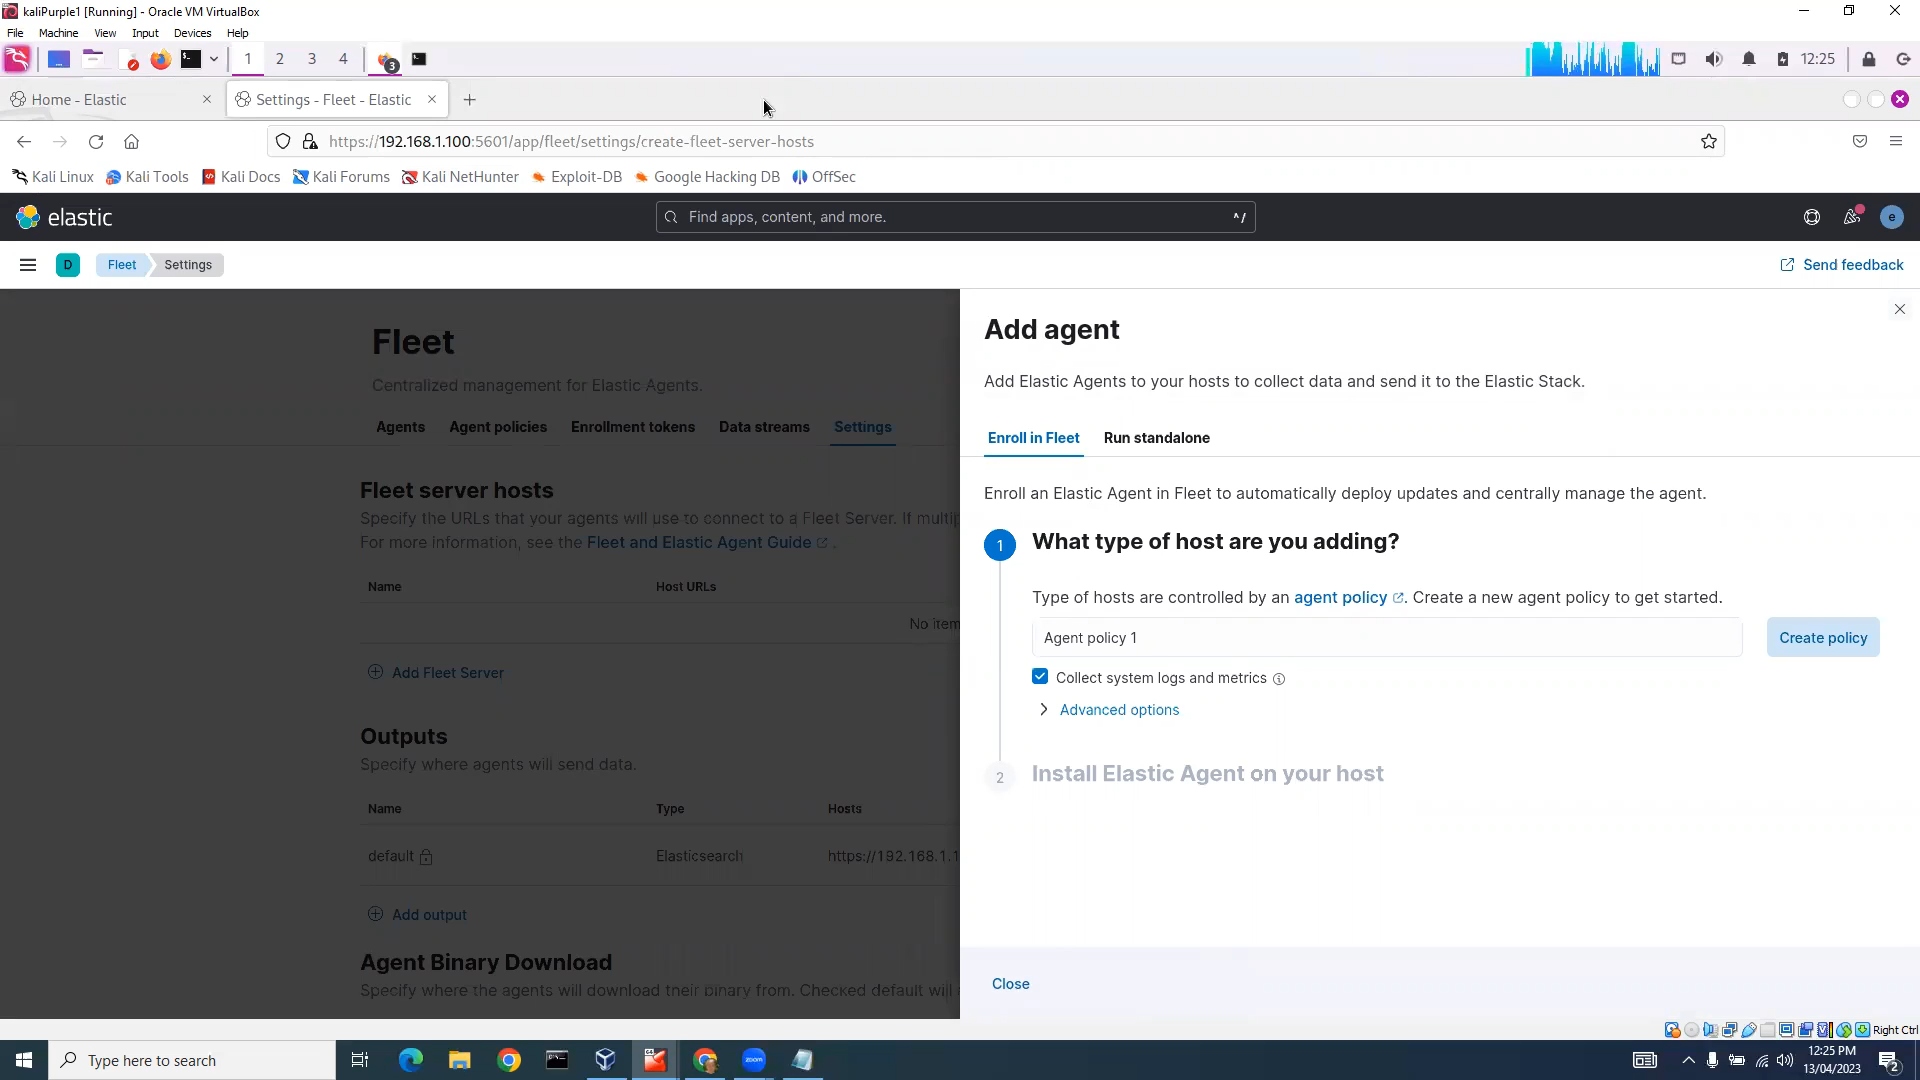 kaliPurple1 [Running] - Oracle VM VirtualBox
File Machine View Input Devices Help
1 2 3 4 3 12:25
Home - Elastic Settings - Fleet - Elastic
https://192.168.1.100:5601/app/fleet/settings/create-fleet-server-hosts
Kali Linux Kali Tools Kali Docs Kali Forums Kali NetHunter Exploit-DB Google Hacking DB OffSec
elastic Find apps, content, and more. ^/ e
D Fleet Settings Send feedback
Fleet
Centralized management for Elastic Agents.
Agents Agent policies Enrollment tokens Data streams Settings
Fleet server hosts
Specify the URLs that your agents will use to connect to a Fleet Server. If multi
For more information, see the Fleet and Elastic Agent Guide .
Name Host URLs
No item
Add Fleet Server
Outputs
Specify where agents will send data.
Name Type Hosts
default Elasticsearch https://192.168.1.1
Add output
Agent Binary Download
Specify where the agents will download their binary from. Checked default will
Add agent
Add Elastic Agents to your hosts to collect data and send it to the Elastic Stack.
Enroll in Fleet Run standalone
Enroll an Elastic Agent in Fleet to automatically deploy updates and centrally manage the agent.
1 What type of host are you adding?
Type of hosts are controlled by an agent policy . Create a new agent policy to get started.
Agent policy 1 Create policy
Collect system logs and metrics
Advanced options
2 Install Elastic Agent on your host
Close
Right Ctrl
Type here to search zoom 12:25 PM
13/04/2023 2